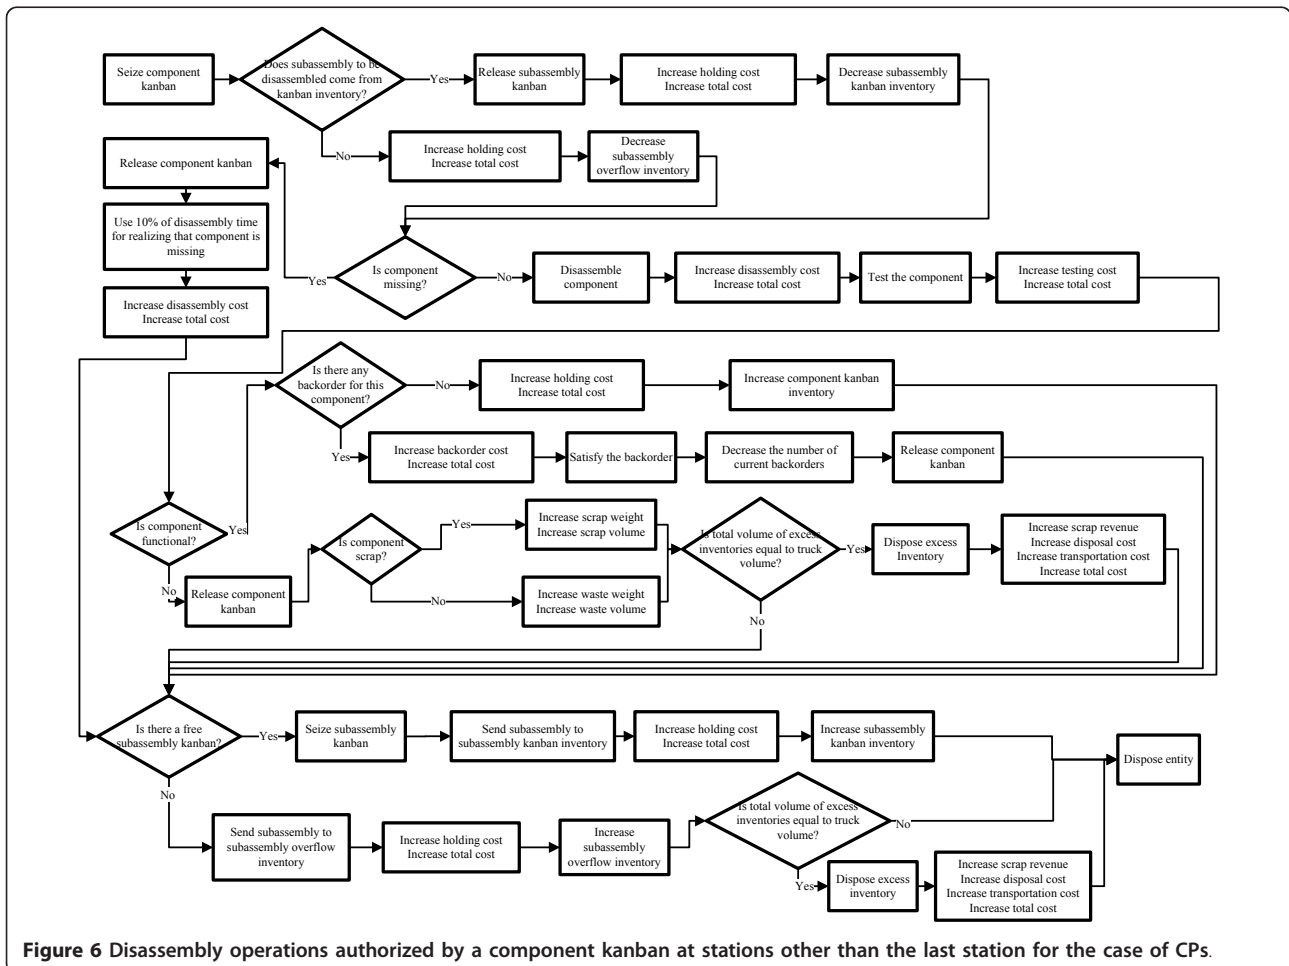 Seize component
kanban
Does subassembly to be
disassembled come from
kanban inventory?
Yes
Release subassembly
kanban
Increase holding cost
Increase total cost
Decrease subassembly
kanban inventory
No
Increase holding cost
Increase total cost
Decrease
subassembly
overflow inventory
Release component kanban
Use 10% of disassembly time
for realizing that component is
missing
Increase disassembly cost
Increase total cost
Yes
Is component
missing?
No
Disassemble
component
Increase disassembly cost
Increase total cost
Test the component
Increase testing cost
Increase total cost
Is there any
backorder for this
component?
No
Increase holding cost
Increase total cost
Increase component kanban
inventory
Yes
Increase backorder cost
Increase total cost
Satisfy the backorder
Decrease the number of
current backorders
Release component
kanban
Is component
functional?
Yes
No
Release component
kanban
Is component
scrap?
Yes
Increase scrap weight
Increase scrap volume
No
Increase waste weight
Increase waste volume
Is total volume of excess
inventories equal to truck
volume?
Yes
Dispose excess
Inventory
Increase scrap revenue
Increase disposal cost
Increase transportation cost
Increase total cost
No
Is there a free
subassembly kanban?
Yes
Seize subassembly
kanban
Send subassembly to
subassembly kanban inventory
Increase holding cost
Increase total cost
Increase subassembly
kanban inventory
Dispose entity
No
Send subassembly to
subassembly overflow
inventory
Increase holding cost
Increase total cost
Increase
subassembly
overflow inventory
Is total volume of excess
inventories equal to truck
volume?
No
Yes
Dispose excess
inventory
Increase scrap revenue
Increase disposal cost
Increase transportation cost
Increase total cost
Figure 6 Disassembly operations authorized by a component kanban at stations other than the last station for the case of CPs.